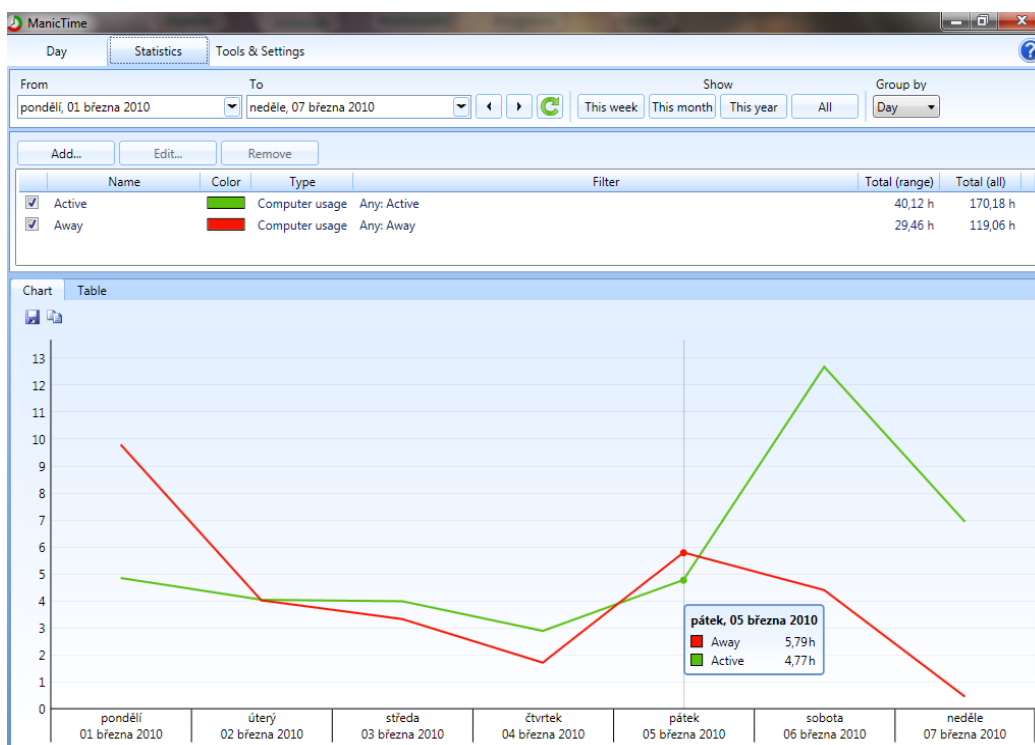 ManicTime
Day Statistics Tools & Settings
From To Show Group by
pondělí, 01 března 2010 neděle, 07 března 2010 This week This month This year All Day
Add... Edit... Remove
Name Color Type Filter Total (range) Total (all)
Active Computer usage Any: Active 40,12 h 170,18 h
Away Computer usage Any: Away 29,46 h 119,06 h
Chart Table
13
12
11
10
9
8
7
6
5
4
3
2
1
0
pátek, 05 března 2010
Away 5,79h
Active 4,77h
pondělí úterý středa čtvrtek pátek sobota neděle
01 března 2010 02 března 2010 03 března 2010 04 března 2010 05 března 2010 06 března 2010 07 března 2010